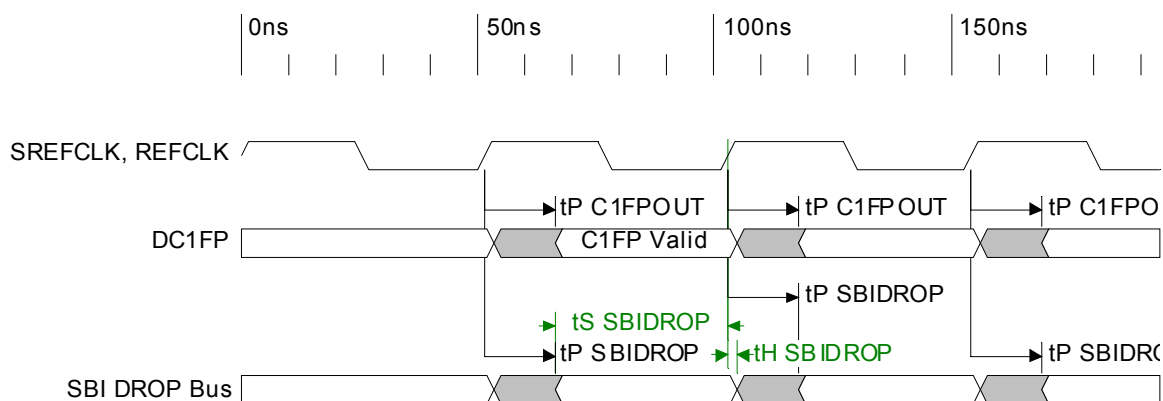 0ns 50ns 100ns 150ns
SREFCLK, REFCLK
tP C1FPOUT tP C1FPOUT tP C1FPO
DC1FP C1FP Valid
tP SBIDROP
tS SBIDROP
tP SBIDROP tH SBIDROP tP SBIDRO
SBI DROP Bus